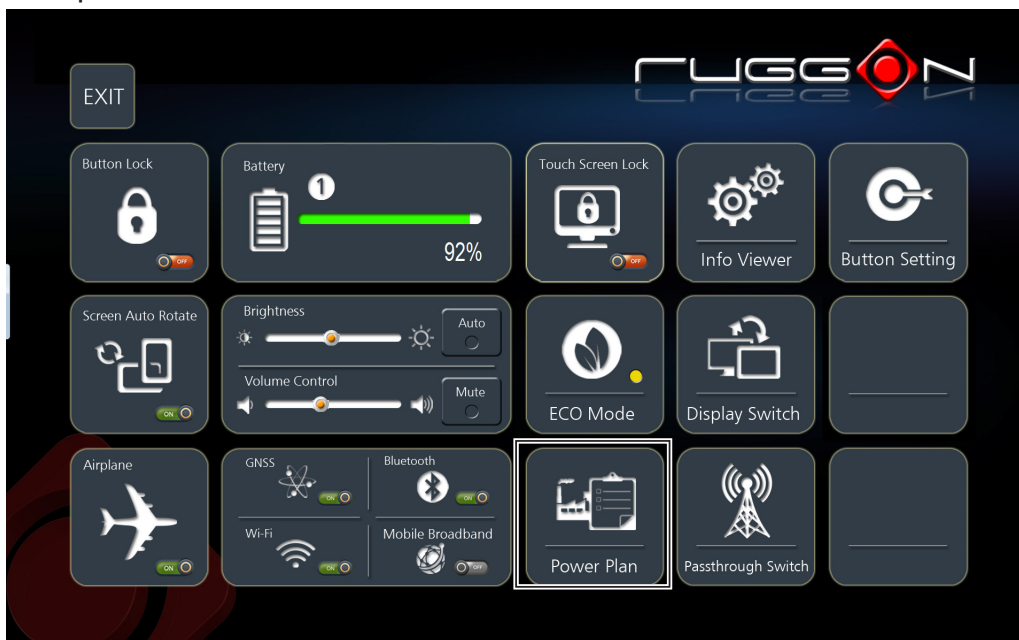 RUGGON
EXIT
Button Lock
OFF
Battery
1
92%
Touch Screen Lock
OFF
Info Viewer
Button Setting
Screen Auto Rotate
ON
Brightness
Auto
Volume Control
Mute
ECO Mode
Display Switch
Airplane
ON
GNSS
ON
Bluetooth
ON
Wi-Fi
ON
Mobile Broadband
OFF
Power Plan
Passthrough Switch